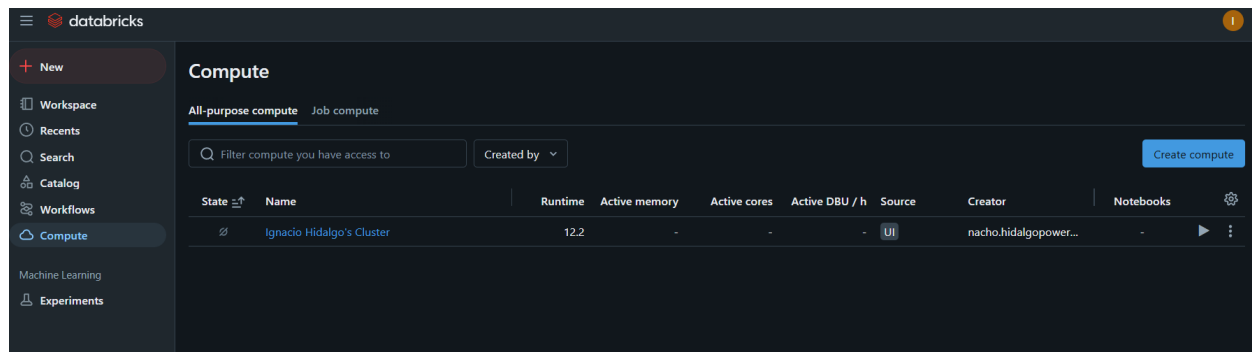 databricks
I
New
Workspace
Recents
Search
Catalog
Workflows
Compute
Machine Learning
Experiments
Compute
All-purpose compute Job compute
Filter compute you have access to Created by Create compute
State Name Runtime Active memory Active cores Active DBU / h Source Creator Notebooks
Ignacio Hidalgo's Cluster 12.2 - - - UI nacho.hidalgopower... -